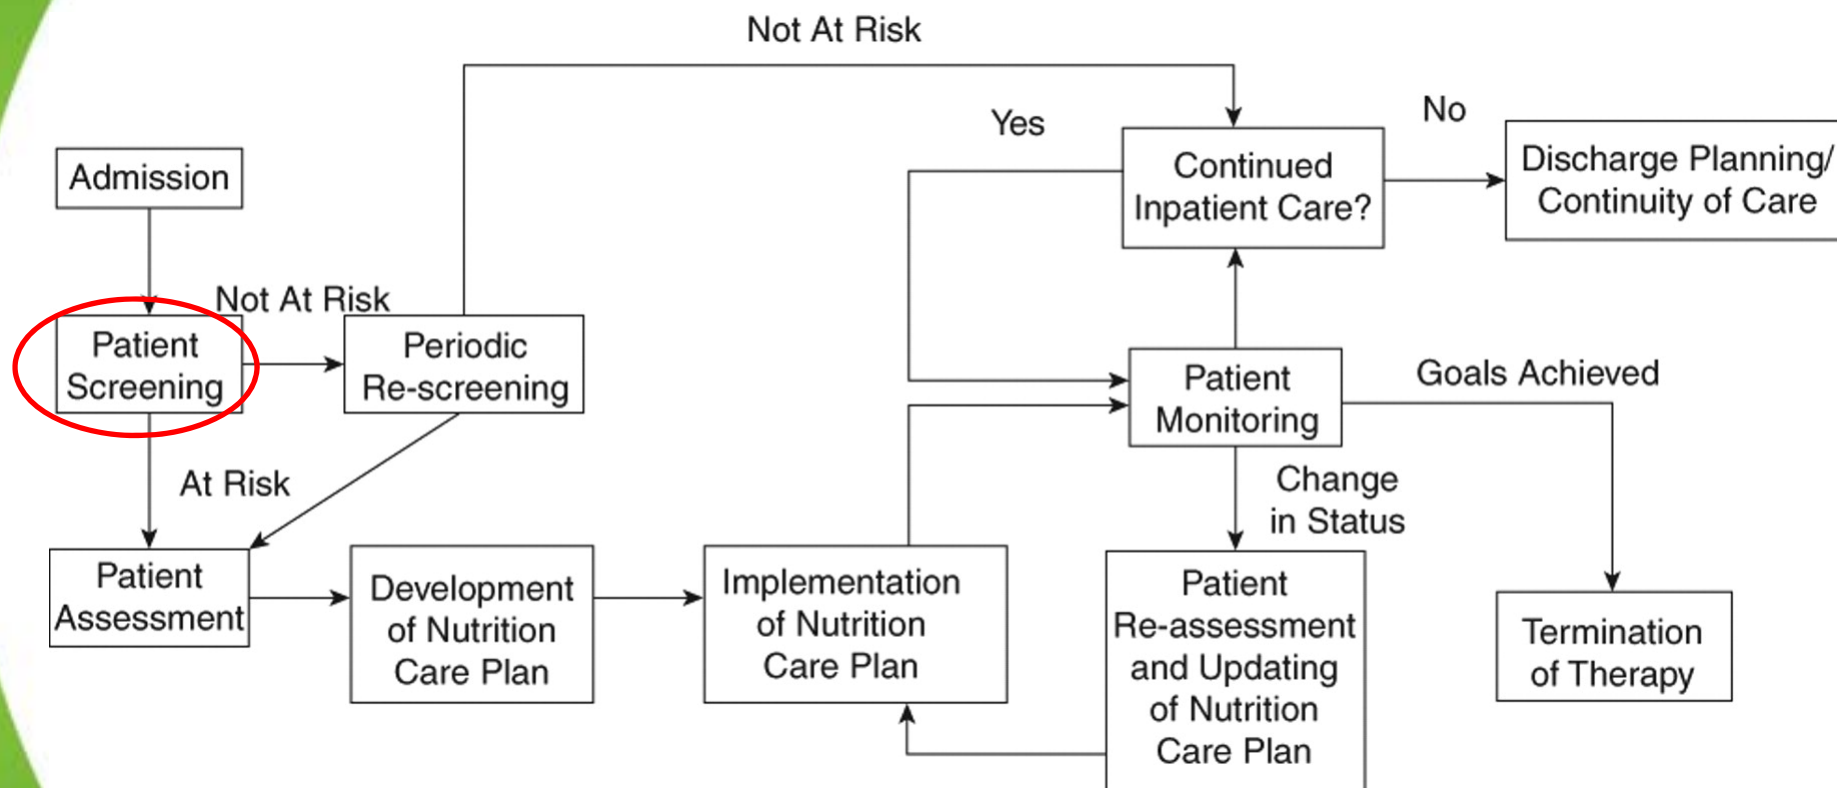 Not At Risk
Yes
No
Admission
Continued
Inpatient Care?
Discharge Planning/
Continuity of Care
Not At Risk
Patient
Screening
Periodic
Re-screening
Patient
Monitoring
Goals Achieved
At Risk
Change
in Status
Patient
Assessment
Development
of Nutrition
Care Plan
Implementation
of Nutrition
Care Plan
Patient
Re-assessment
and Updating
of Nutrition
Care Plan
Termination
of Therapy